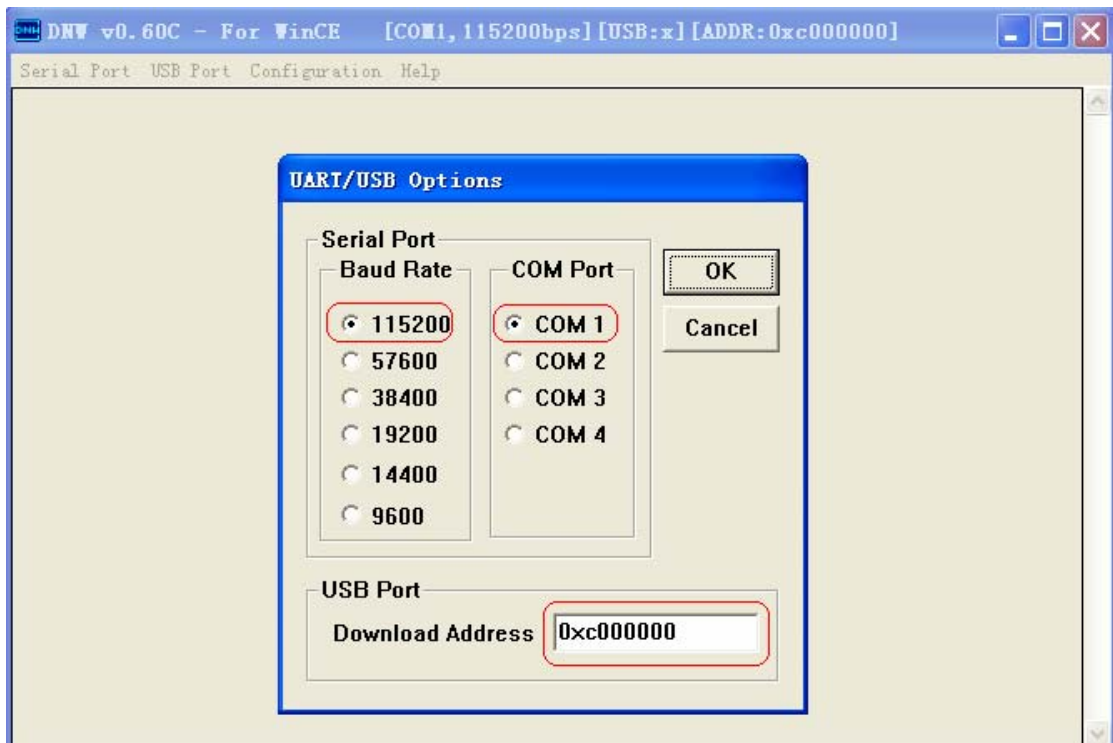 DNW v0.60C - For WinCE [COM1,115200bps][USB:x][ADDR:0xc000000]
Serial Port USB Port Configuration Help
UART/USB Options
Serial Port
Baud Rate COM Port
OK
115200 COM 1
Cancel
57600 COM 2
38400 COM 3
19200 COM 4
14400
9600
USB Port
Download Address 0xc000000